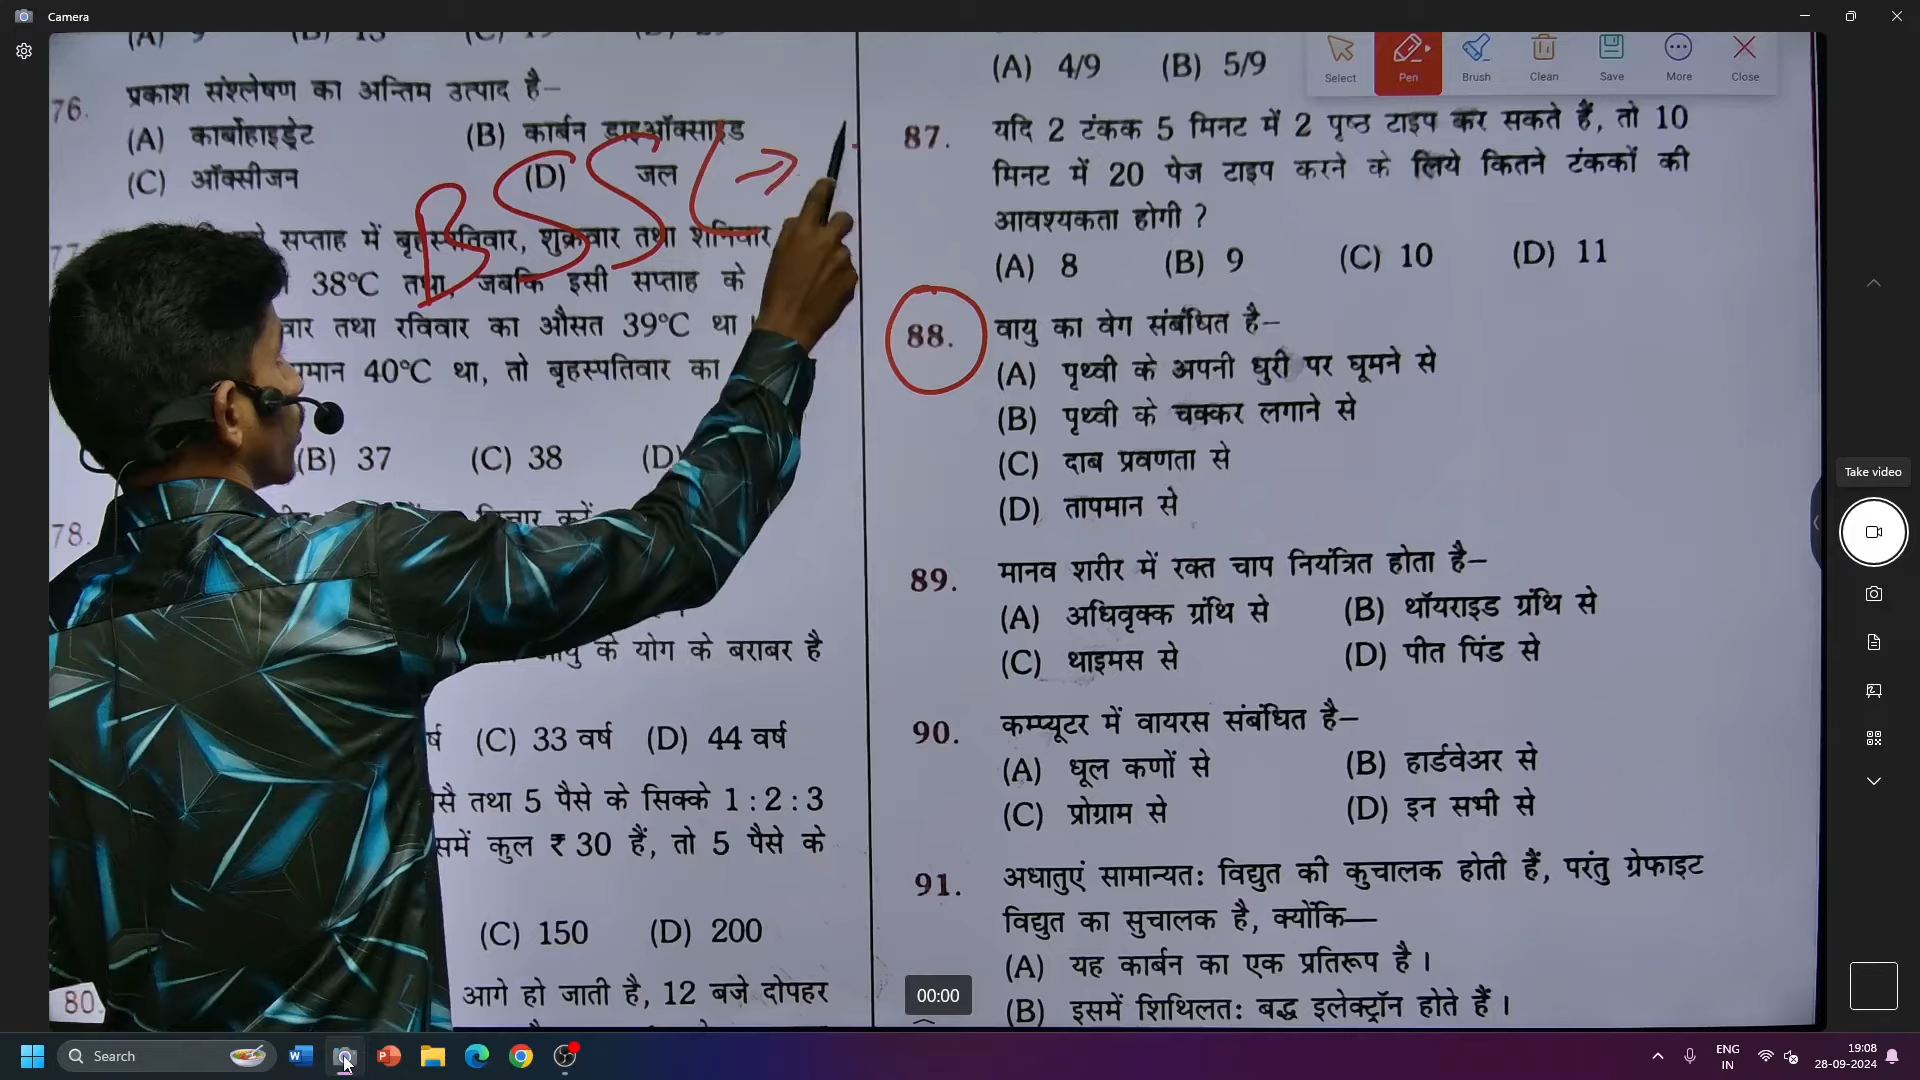 Camera
76. प्रकाश संश्लेषण का अन्तिम उत्पाद है–
(A) कार्बोहाइड्रेट (B) कार्बन डाइऑक्साइड
(C) ऑक्सीजन (D) जल
BSSC
सप्ताह में बृहस्पतिवार, शुक्रवार तथा शनिवार
38°C तथा, जबकि इसी सप्ताह के
वार तथा रविवार का औसत 39°C था
40°C था, तो बृहस्पतिवार का
(B) 37 (C) 38 (D)
78.
के योग के बराबर है
(C) 33 वर्ष (D) 44 वर्ष
तथा 5 पैसे के सिक्के 1 : 2 : 3
कुल ₹ 30 हैं, तो 5 पैसे के
(C) 150 (D) 200
80. आगे हो जाती है, 12 बजे दोपहर
(A) 4/9 (B) 5/9
87. यदि 2 टंकक 5 मिनट में 2 पृष्ठ टाइप कर सकते हैं, तो 10
मिनट में 20 पेज टाइप करने के लिये कितने टंककों की
आवश्यकता होगी ?
(A) 8 (B) 9 (C) 10 (D) 11
88. वायु का वेग संबंधित है–
(A) पृथ्वी के अपनी धुरी पर घूमने से
(B) पृथ्वी के चक्कर लगाने से
(C) दाब प्रवणता से
(D) तापमान से
89. मानव शरीर में रक्त चाप नियंत्रित होता है–
(A) अधिवृक्क ग्रंथि से (B) थॉयराइड ग्रंथि से
(C) थाइमस से (D) पीत पिंड से
90. कम्प्यूटर में वायरस संबंधित है–
(A) धूल कणों से (B) हार्डवेअर से
(C) प्रोग्राम से (D) इन सभी से
91. अधातुएं सामान्यत: विद्युत की कुचालक होती हैं, परंतु ग्रेफाइट
विद्युत का सुचालक है, क्योंकि—
(A) यह कार्बन का एक प्रतिरूप है ।
(B) इसमें शिथिलत: बद्ध इलेक्ट्रॉन होते हैं ।
Select Pen Brush Clean Save More Close
Take video
00:00
Search
ENG
IN
19:08
28-09-2024